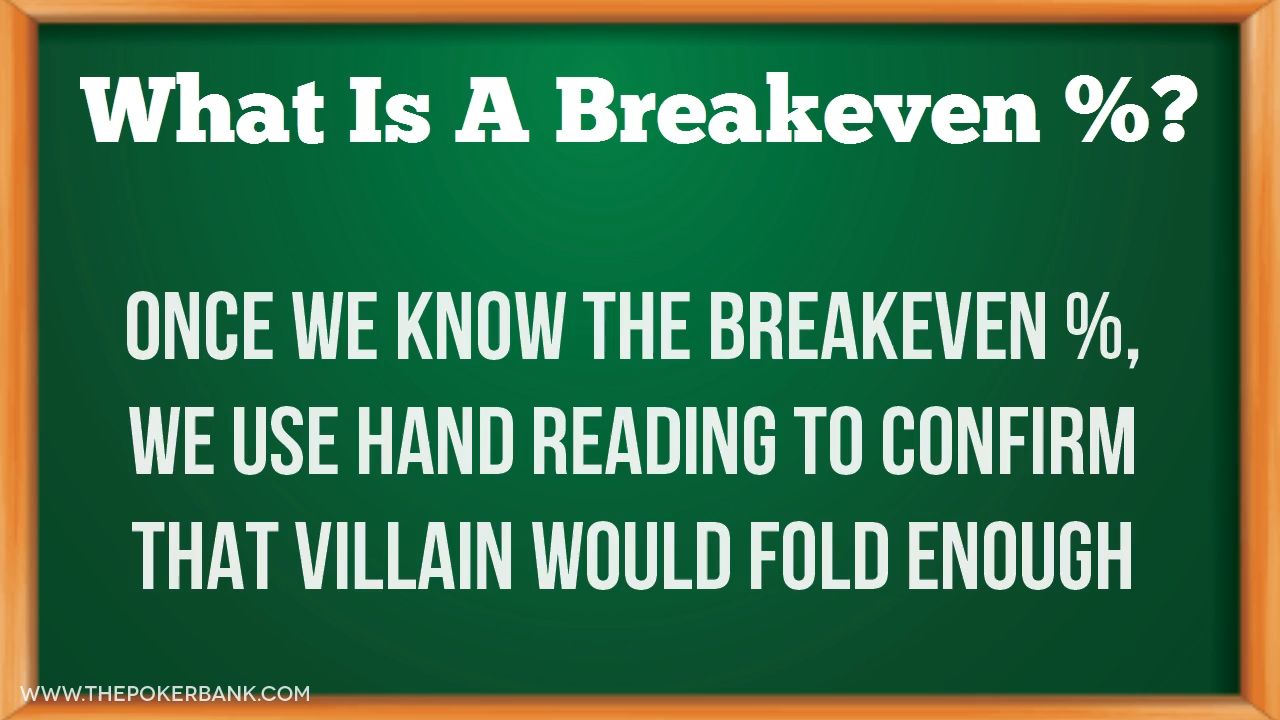 What Is A Breakeven %?
ONCE WE KNOW THE BREAKEVEN %,
WE USE HAND READING TO CONFIRM
THAT VILLAIN WOULD FOLD ENOUGH
WWW.THEPOKERBANK.COM